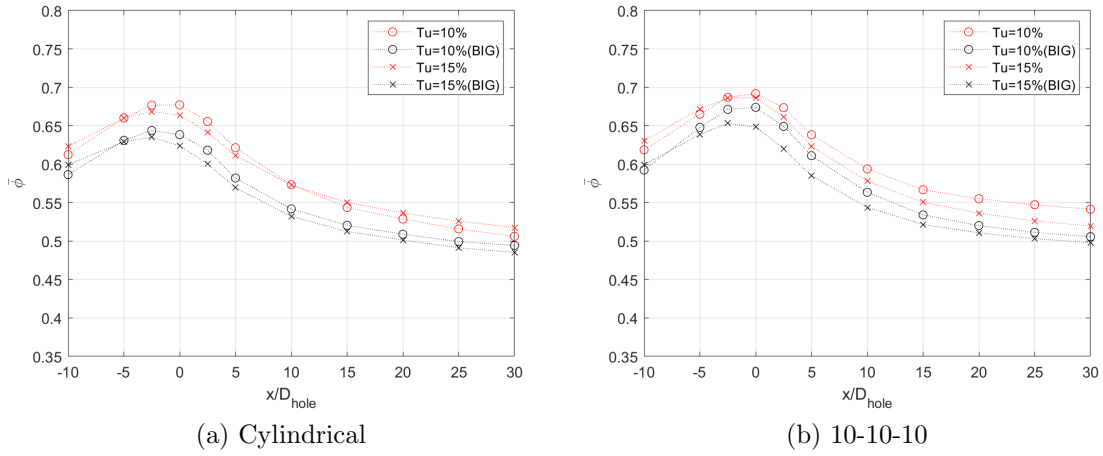 0.8
0.75
0.7
0.65
0.6
0.55
0.5
0.45
0.4
0.35
-10 -5 0 5 10 15 20 25 30
x/D_hole
ϕ̄
Tu=10%
Tu=10%(BIG)
Tu=15%
Tu=15%(BIG)
(a) Cylindrical
0.8
0.75
0.7
0.65
0.6
0.55
0.5
0.45
0.4
0.35
-10 -5 0 5 10 15 20 25 30
x/D_hole
ϕ̄
Tu=10%
Tu=10%(BIG)
Tu=15%
Tu=15%(BIG)
(b) 10-10-10